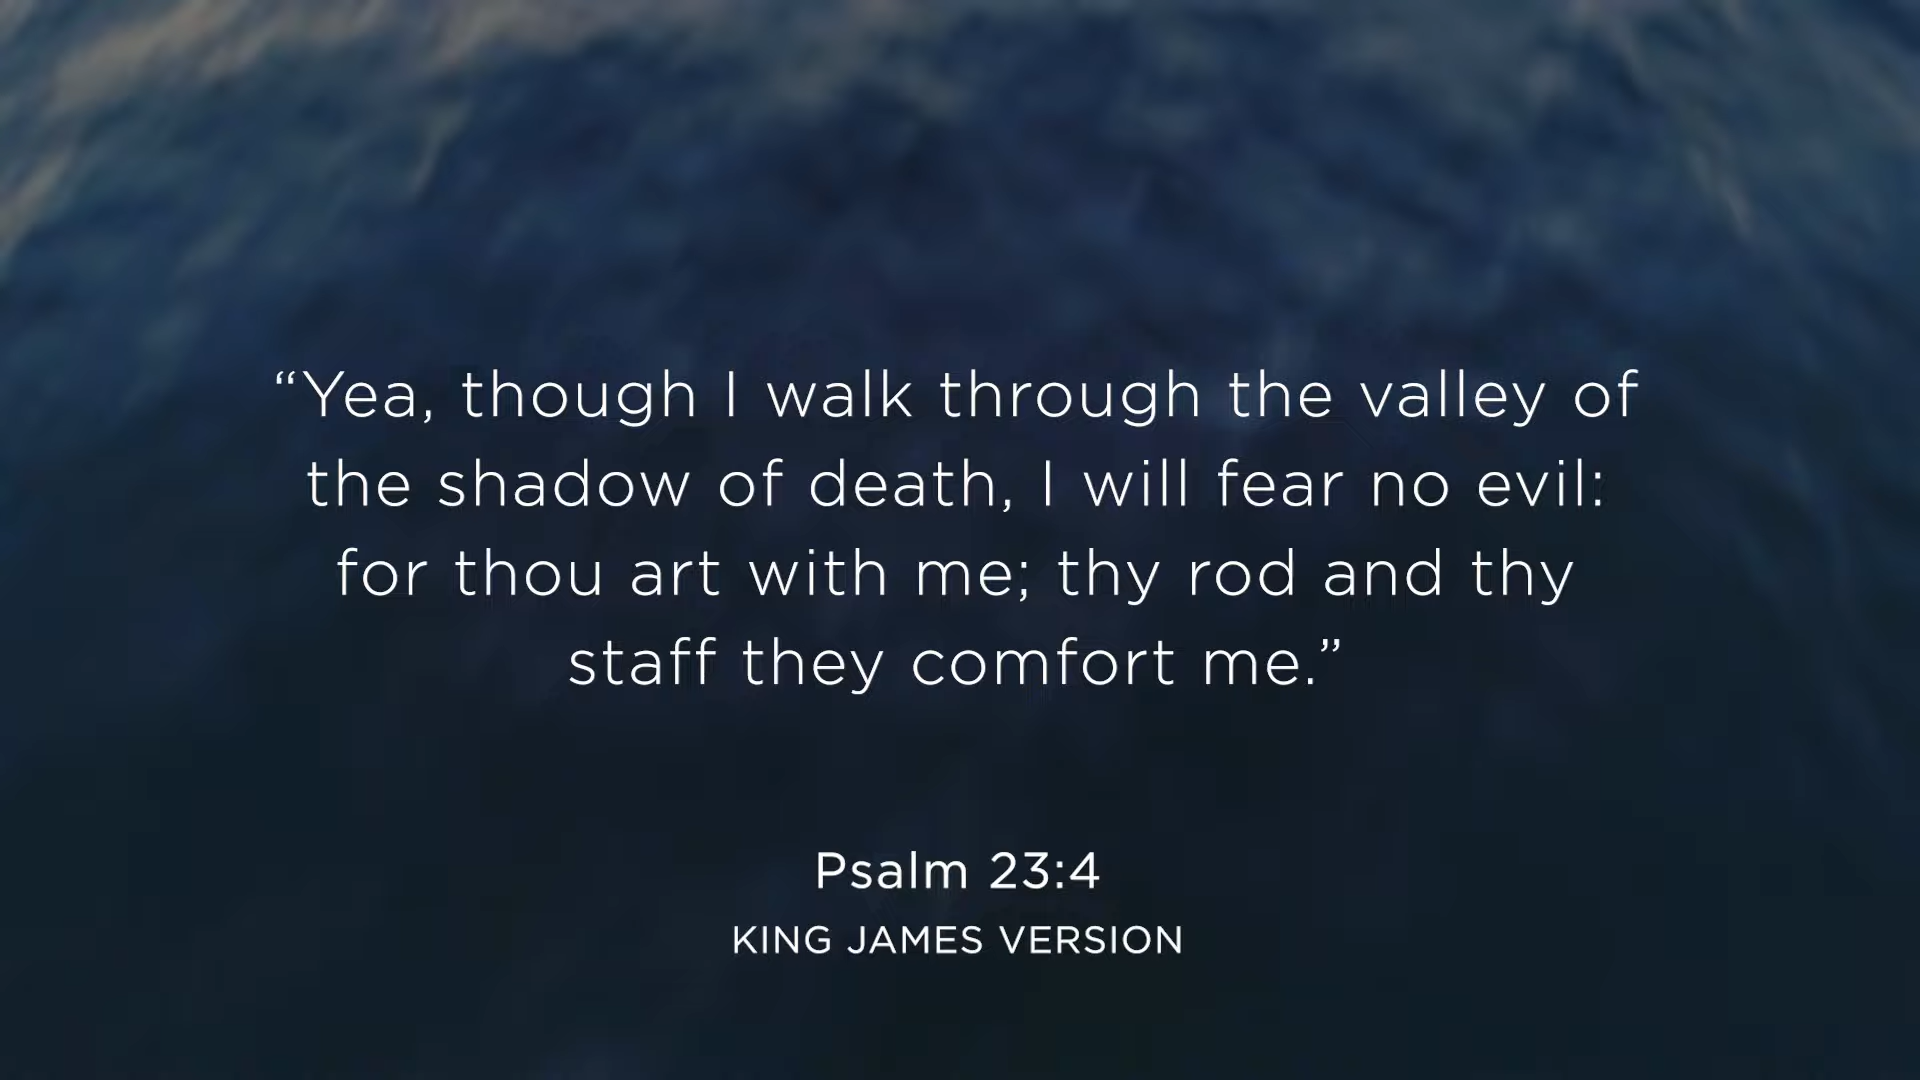 “Yea, though I walk through the valley of
the shadow of death, I will fear no evil:
for thou art with me; thy rod and thy
staff they comfort me.”
Psalm 23:4
KING JAMES VERSION